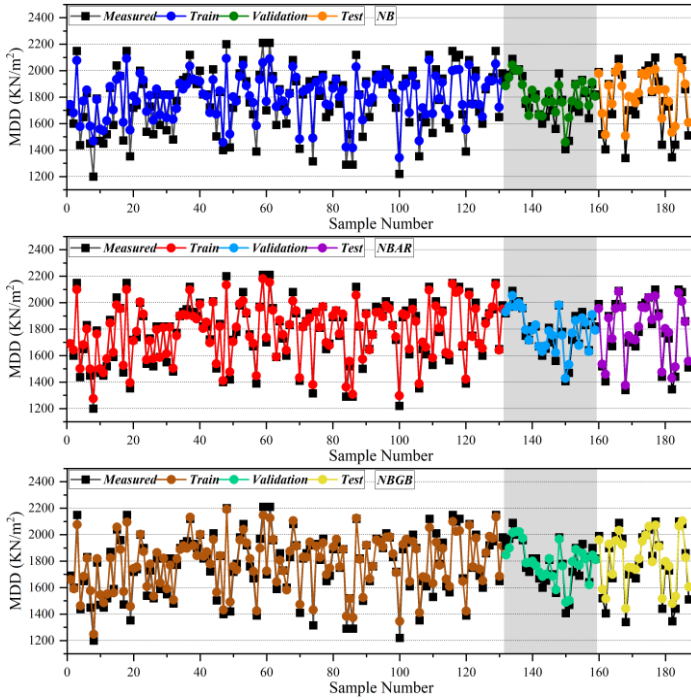 Measured Train Validation Test NB
MDD (KN/m²)
2400
2200
2000
1800
1600
1400
1200
0 20 40 60 80 100 120 140 160 180
Sample Number
Measured Train Validation Test NBAR
MDD (KN/m²)
2400
2200
2000
1800
1600
1400
1200
0 20 40 60 80 100 120 140 160 180
Sample Number
Measured Train Validation Test NBGB
MDD (KN/m²)
2400
2200
2000
1800
1600
1400
1200
0 20 40 60 80 100 120 140 160 180
Sample Number